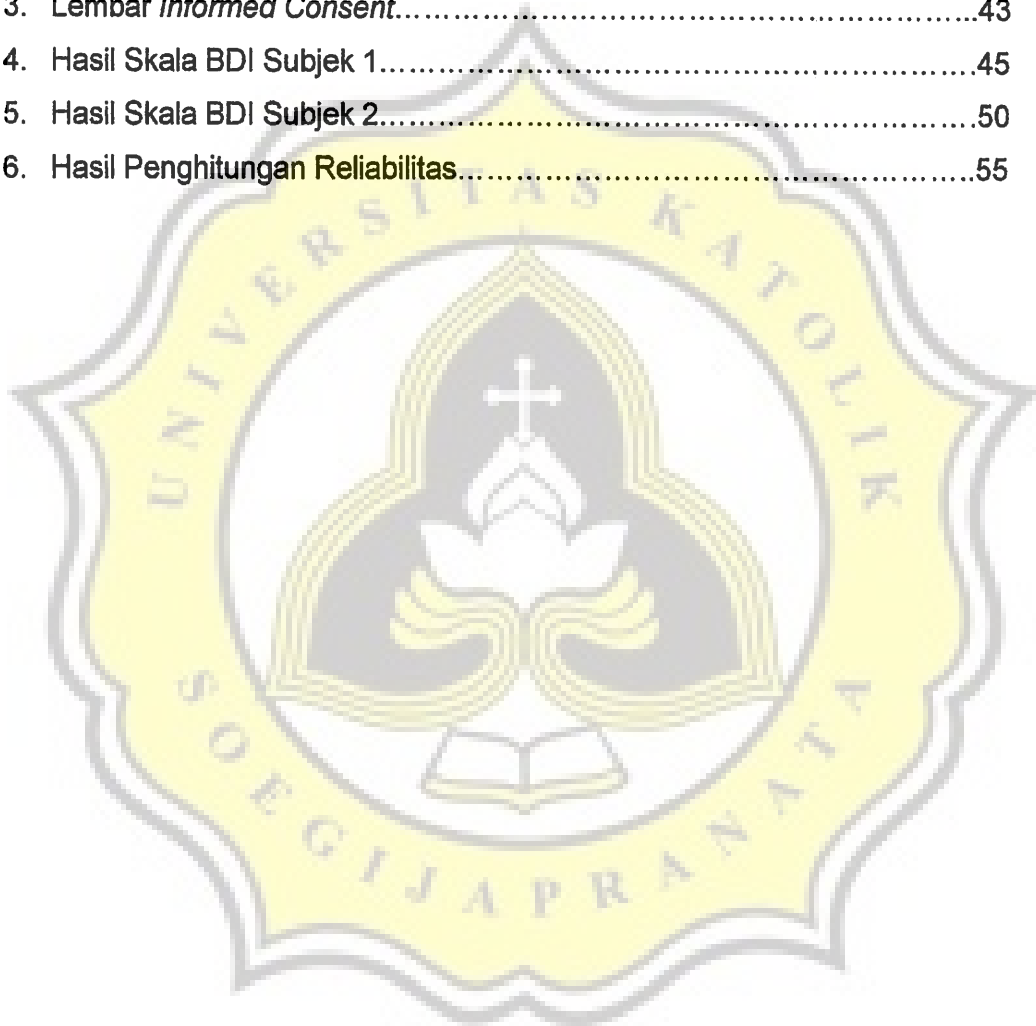 3. Lembar Informed Consent……………………………………………...43
4. Hasil Skala BDI Subjek 1……………………………………………….45
5. Hasil Skala BDI Subjek 2……………………………………………….50
6. Hasil Penghitungan Reliabilitas………………………………………..55
UNIVERSITAS KATOLIK
SOEGIJAPRANATA